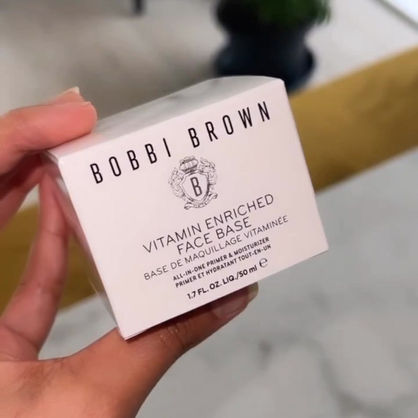 BOBBI BROWN
B
VITAMIN ENRICHED
FACE BASE
BASE DE MAQUILLAGE VITAMINÉE
ALL-IN-ONE PRIMER & MOISTURIZER
PRIMER ET HYDRATANT TOUT-EN-UN
1.7 FL. OZ. LIQ./50 ml ℮